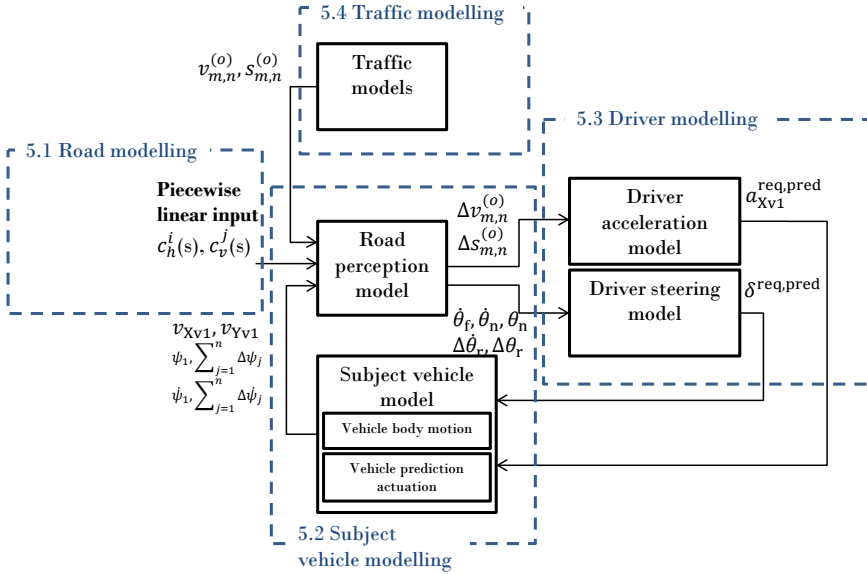 5.4 Traffic modelling
v_{m,n}^{(o)}, s_{m,n}^{(o)}
Traffic
models
5.3 Driver modelling
5.1 Road modelling
Piecewise
linear input
c_h^i(s), c_v^j(s)
Road
perception
model
Δv_{m,n}^{(o)}
Δs_{m,n}^{(o)}
Driver
acceleration
model
a_{Xv1}^{req,pred}
Driver steering
model
δ^{req,pred}
θ̇_f, θ̇_n, θ_n
Δθ̇_r, Δθ_r
v_{Xv1}, v_{Yv1}
ψ_1, ∑_{j=1}^{n} Δψ_j
ψ̇_1, ∑_{j=1}^{n} Δψ̇_j
Subject vehicle
model
Vehicle body motion
Vehicle prediction
actuation
5.2 Subject
vehicle modelling